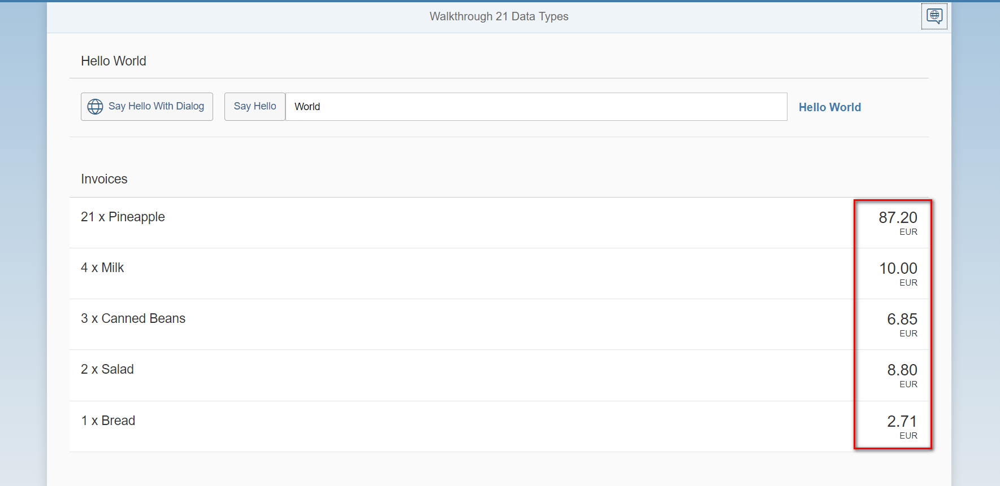 Walkthrough 21 Data Types
Hello World
Say Hello With Dialog Say Hello World Hello World
Invoices
21 x Pineapple 87.20
EUR
4 x Milk 10.00
EUR
3 x Canned Beans 6.85
EUR
2 x Salad 8.80
EUR
1 x Bread 2.71
EUR